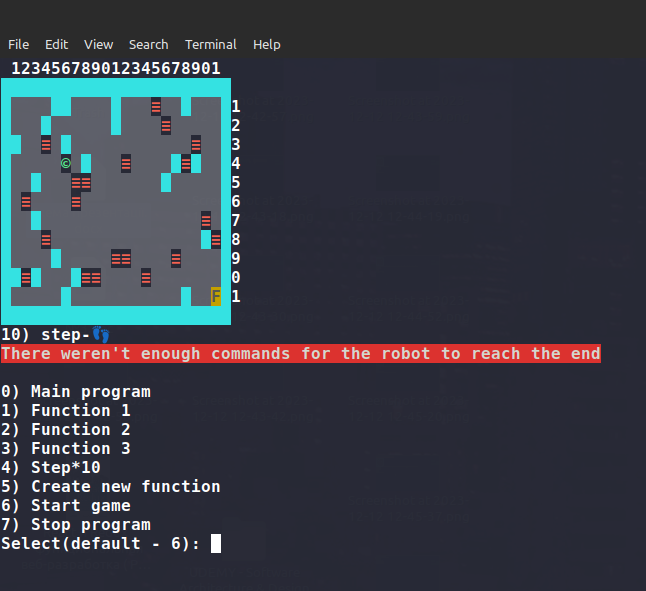 File Edit View Search Terminal Help
123456789012345678901
1
2
3
© 4
5
6
7
8
9
0
F 1
10) step-👣
There weren't enough commands for the robot to reach the end
0) Main program
1) Function 1
2) Function 2
3) Function 3
4) Step*10
5) Create new function
6) Start game
7) Stop program
Select(default - 6):